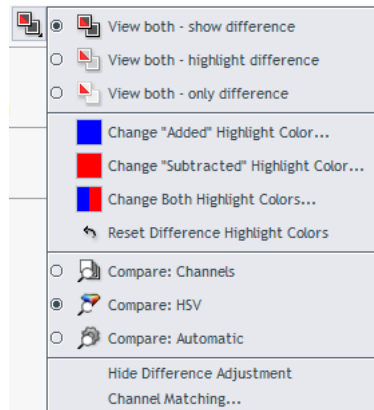 View both - show difference
View both - highlight difference
View both - only difference
Change "Added" Highlight Color...
Change "Subtracted" Highlight Color...
Change Both Highlight Colors...
Reset Difference Highlight Colors
Compare: Channels
Compare: HSV
Compare: Automatic
Hide Difference Adjustment
Channel Matching...